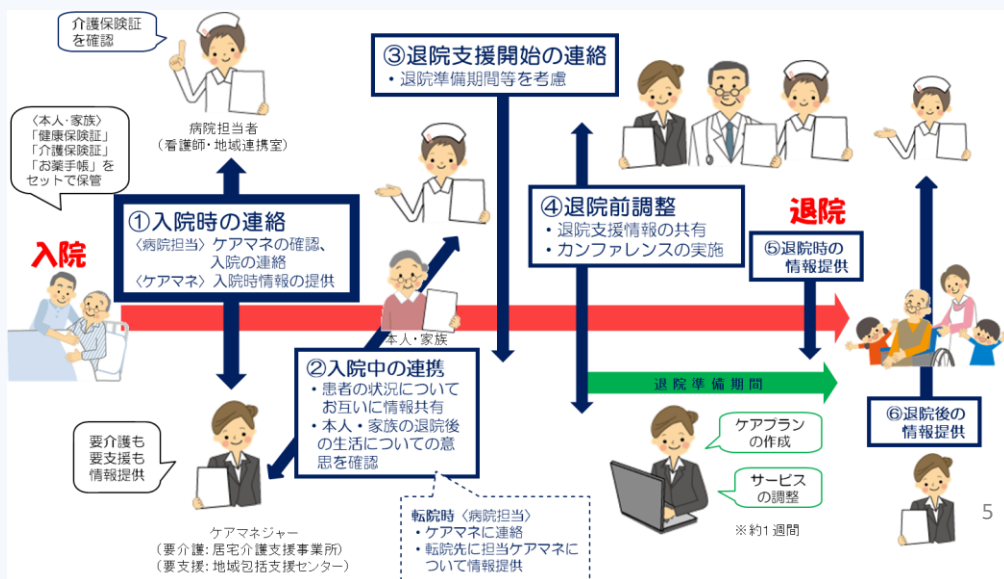 介護保険証
を確認
〈本人・家族〉
「健康保険証」
「介護保険証」
「お薬手帳」を
セットで保管
病院担当者
（看護師・地域連携室）
入院
①入院時の連絡
〈病院担当〉ケアマネの確認、
入院の連絡
〈ケアマネ〉入院時情報の提供
本人・家族
②入院中の連携
・患者の状況について
お互いに情報共有
・本人・家族の退院後
の生活についての意
思を確認
要介護も
要支援も
情報提供
ケアマネジャー
（要介護：居宅介護支援事業所）
（要支援：地域包括支援センター）
転院時〈病院担当〉
・ケアマネに連絡
・転院先に担当ケアマネに
ついて情報提供
③退院支援開始の連絡
・退院準備期間等を考慮
④退院前調整
・退院支援情報の共有
・カンファレンスの実施
退院
⑤退院時の
情報提供
退院準備期間
ケアプラン
の作成
サービス
の調整
※約1週間
⑥退院後の
情報提供
5